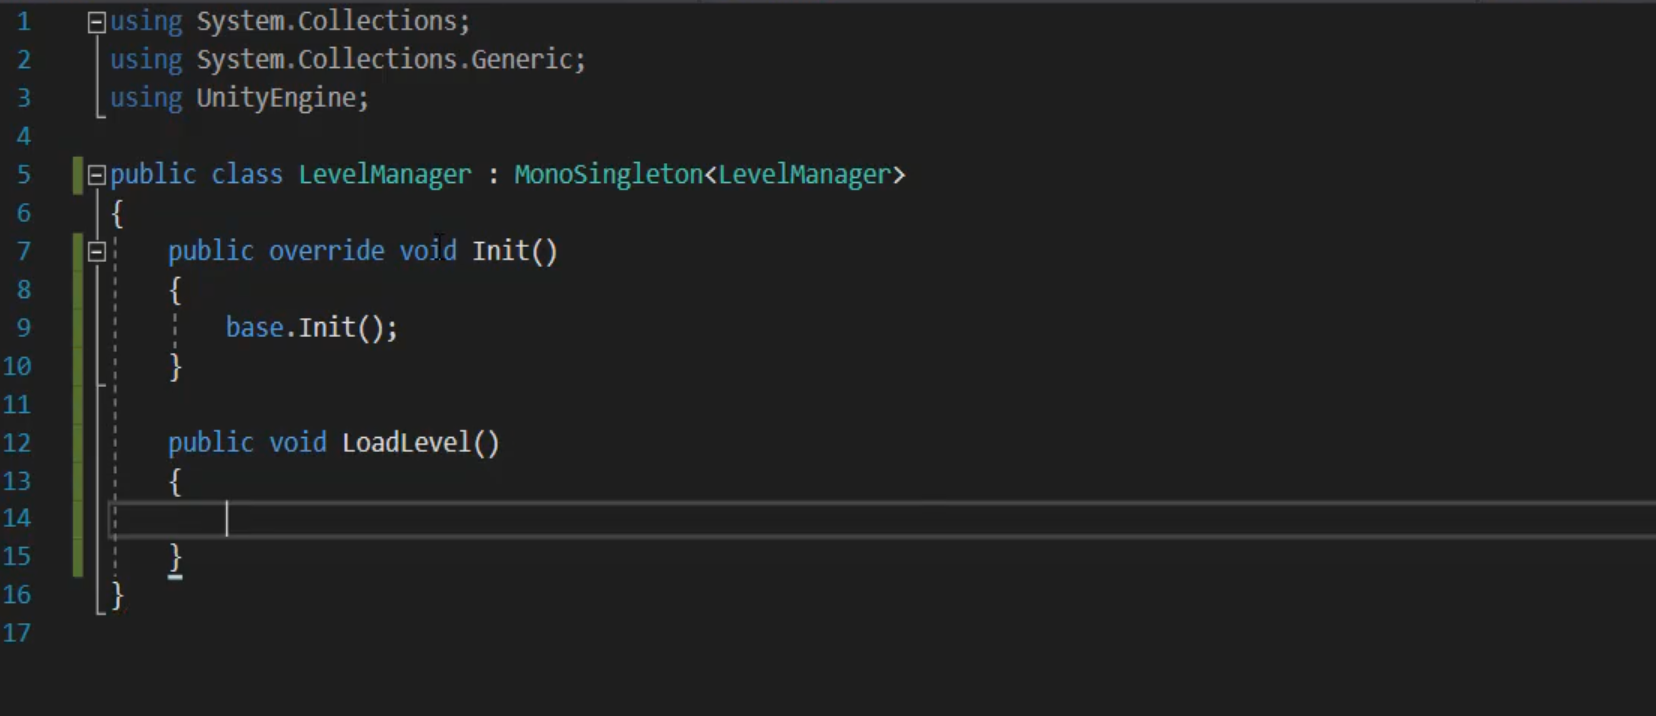 1 using System.Collections;
2 using System.Collections.Generic;
3 using UnityEngine;
4
5 public class LevelManager : MonoSingleton<LevelManager>
6 {
7     public override void Init()
8     {
9         base.Init();
10     }
11
12     public void LoadLevel()
13     {
14
15     }
16 }
17